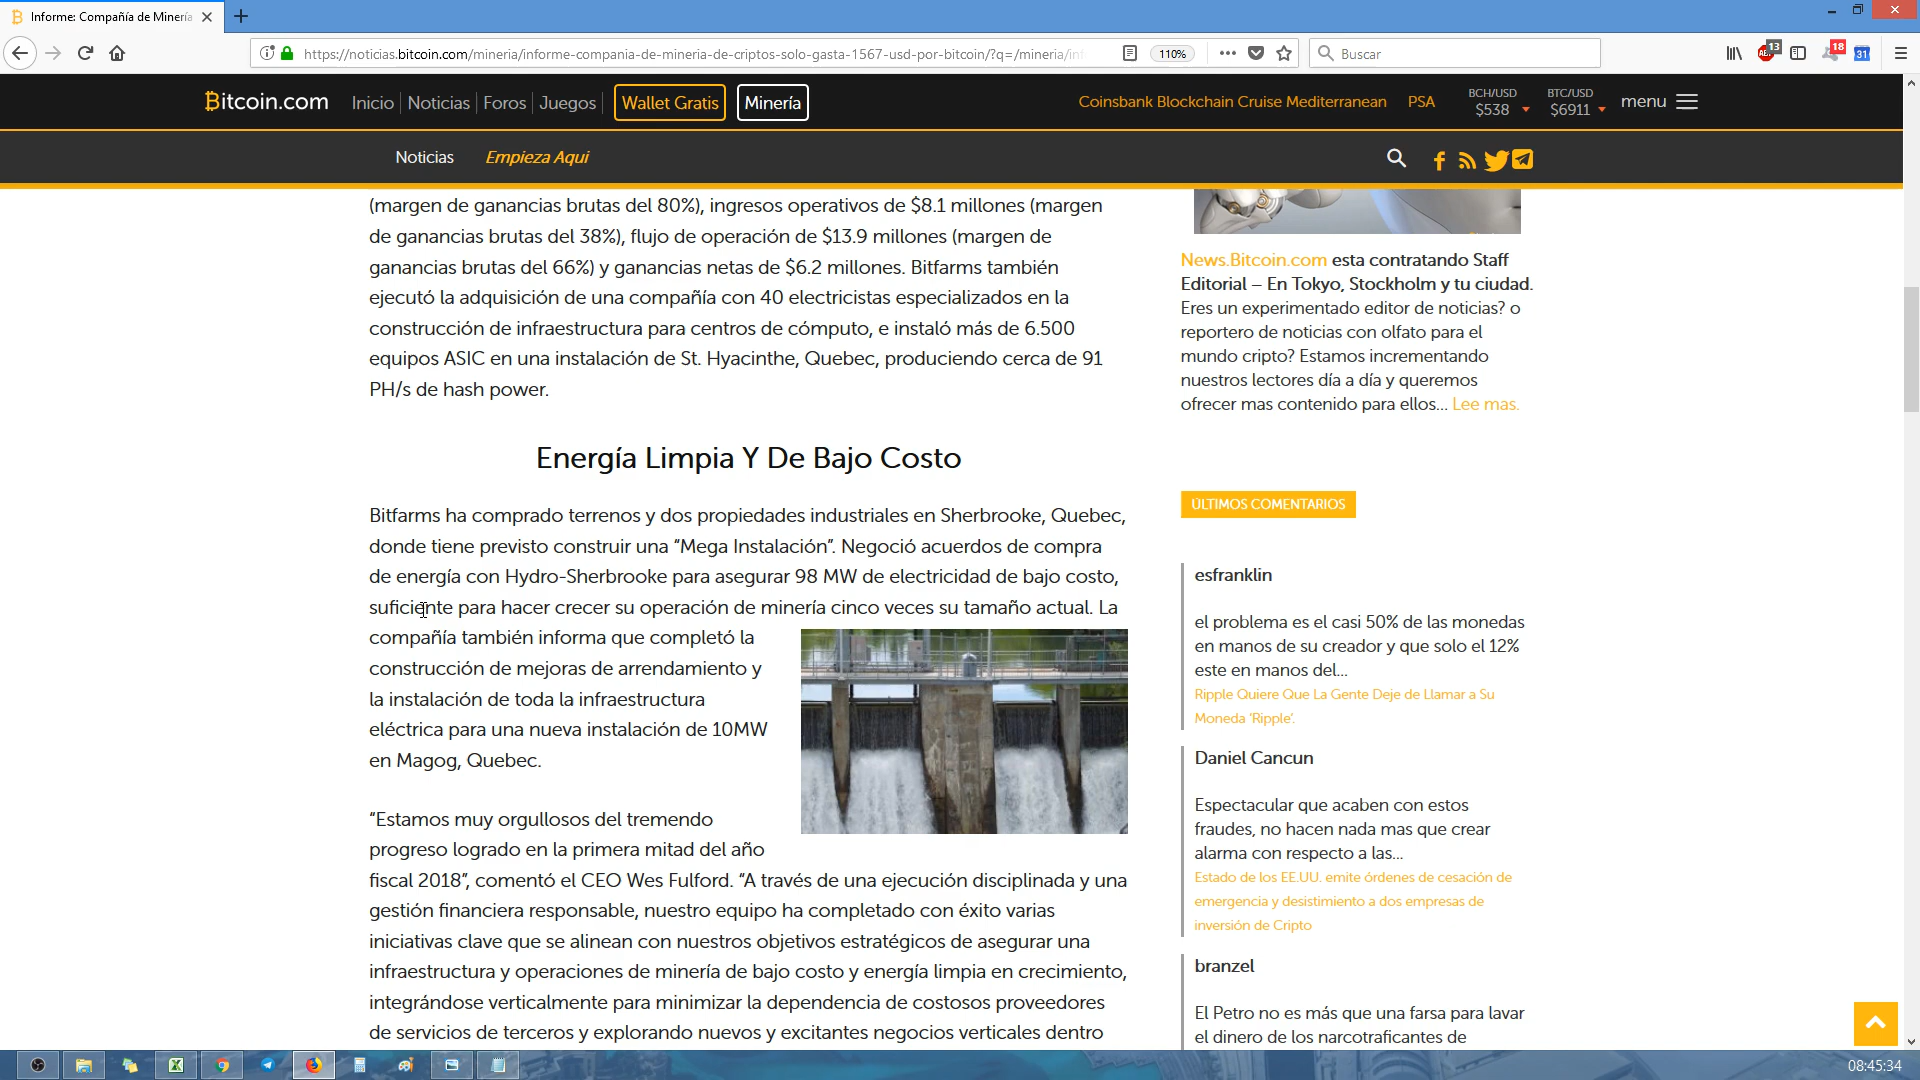 Informe: Compañía de Minería
https://noticias.bitcoin.com/mineria/informe-compania-de-mineria-de-criptos-solo-gasta-1567-usd-por-bitcoin/?q=/mineria/in
110%
Buscar
13
18
31
Bitcoin.com
Inicio
Noticias
Foros
Juegos
Wallet Gratis
Minería
Coinsbank Blockchain Cruise Mediterranean
PSA
BCH/USD
$538
BTC/USD
$6911
menu
Noticias
Empieza Aqui
(margen de ganancias brutas del 80%), ingresos operativos de $8.1 millones (margen
de ganancias brutas del 38%), flujo de operación de $13.9 millones (margen de
ganancias brutas del 66%) y ganancias netas de $6.2 millones. Bitfarms también
ejecutó la adquisición de una compañía con 40 electricistas especializados en la
construcción de infraestructura para centros de cómputo, e instaló más de 6.500
equipos ASIC en una instalación de St. Hyacinthe, Quebec, produciendo cerca de 91
PH/s de hash power.
Energía Limpia Y De Bajo Costo
Bitfarms ha comprado terrenos y dos propiedades industriales en Sherbrooke, Quebec,
donde tiene previsto construir una “Mega Instalación”. Negoció acuerdos de compra
de energía con Hydro-Sherbrooke para asegurar 98 MW de electricidad de bajo costo,
suficiente para hacer crecer su operación de minería cinco veces su tamaño actual. La
compañía también informa que completó la
construcción de mejoras de arrendamiento y
la instalación de toda la infraestructura
eléctrica para una nueva instalación de 10MW
en Magog, Quebec.
“Estamos muy orgullosos del tremendo
progreso logrado en la primera mitad del año
fiscal 2018”, comentó el CEO Wes Fulford. “A través de una ejecución disciplinada y una
gestión financiera responsable, nuestro equipo ha completado con éxito varias
iniciativas clave que se alinean con nuestros objetivos estratégicos de asegurar una
infraestructura y operaciones de minería de bajo costo y energía limpia en crecimiento,
integrándose verticalmente para minimizar la dependencia de costosos proveedores
de servicios de terceros y explorando nuevos y excitantes negocios verticales dentro
News.Bitcoin.com esta contratando Staff
Editorial – En Tokyo, Stockholm y tu ciudad.
Eres un experimentado editor de noticias? o
reportero de noticias con olfato para el
mundo cripto? Estamos incrementando
nuestros lectores día a día y queremos
ofrecer mas contenido para ellos... Lee mas.
ÚLTIMOS COMENTARIOS
esfranklin
el problema es el casi 50% de las monedas
en manos de su creador y que solo el 12%
este en manos del...
Ripple Quiere Que La Gente Deje de Llamar a Su
Moneda ‘Ripple’.
Daniel Cancun
Espectacular que acaben con estos
fraudes, no hacen nada mas que crear
alarma con respecto a las...
Estado de los EE.UU. emite órdenes de cesación de
emergencia y desistimiento a dos empresas de
inversión de Cripto
branzel
El Petro no es más que una farsa para lavar
el dinero de los narcotraficantes de
08:45:34